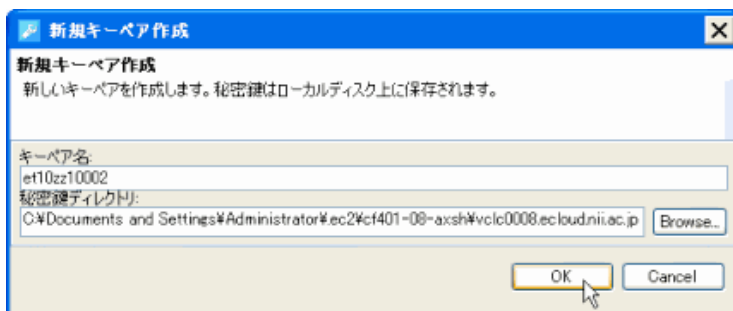 新規キーペア作成
新規キーペア作成
新しいキーペアを作成します。秘密鍵はローカルディスク上に保存されます。
キーペア名:
et10zz10002
秘密鍵ディレクトリ:
C:¥Documents and Settings¥Administrator¥.ec2¥cf401-08-axsh¥vclc0008.ecloud.nii.ac.jp Browse...
OK Cancel